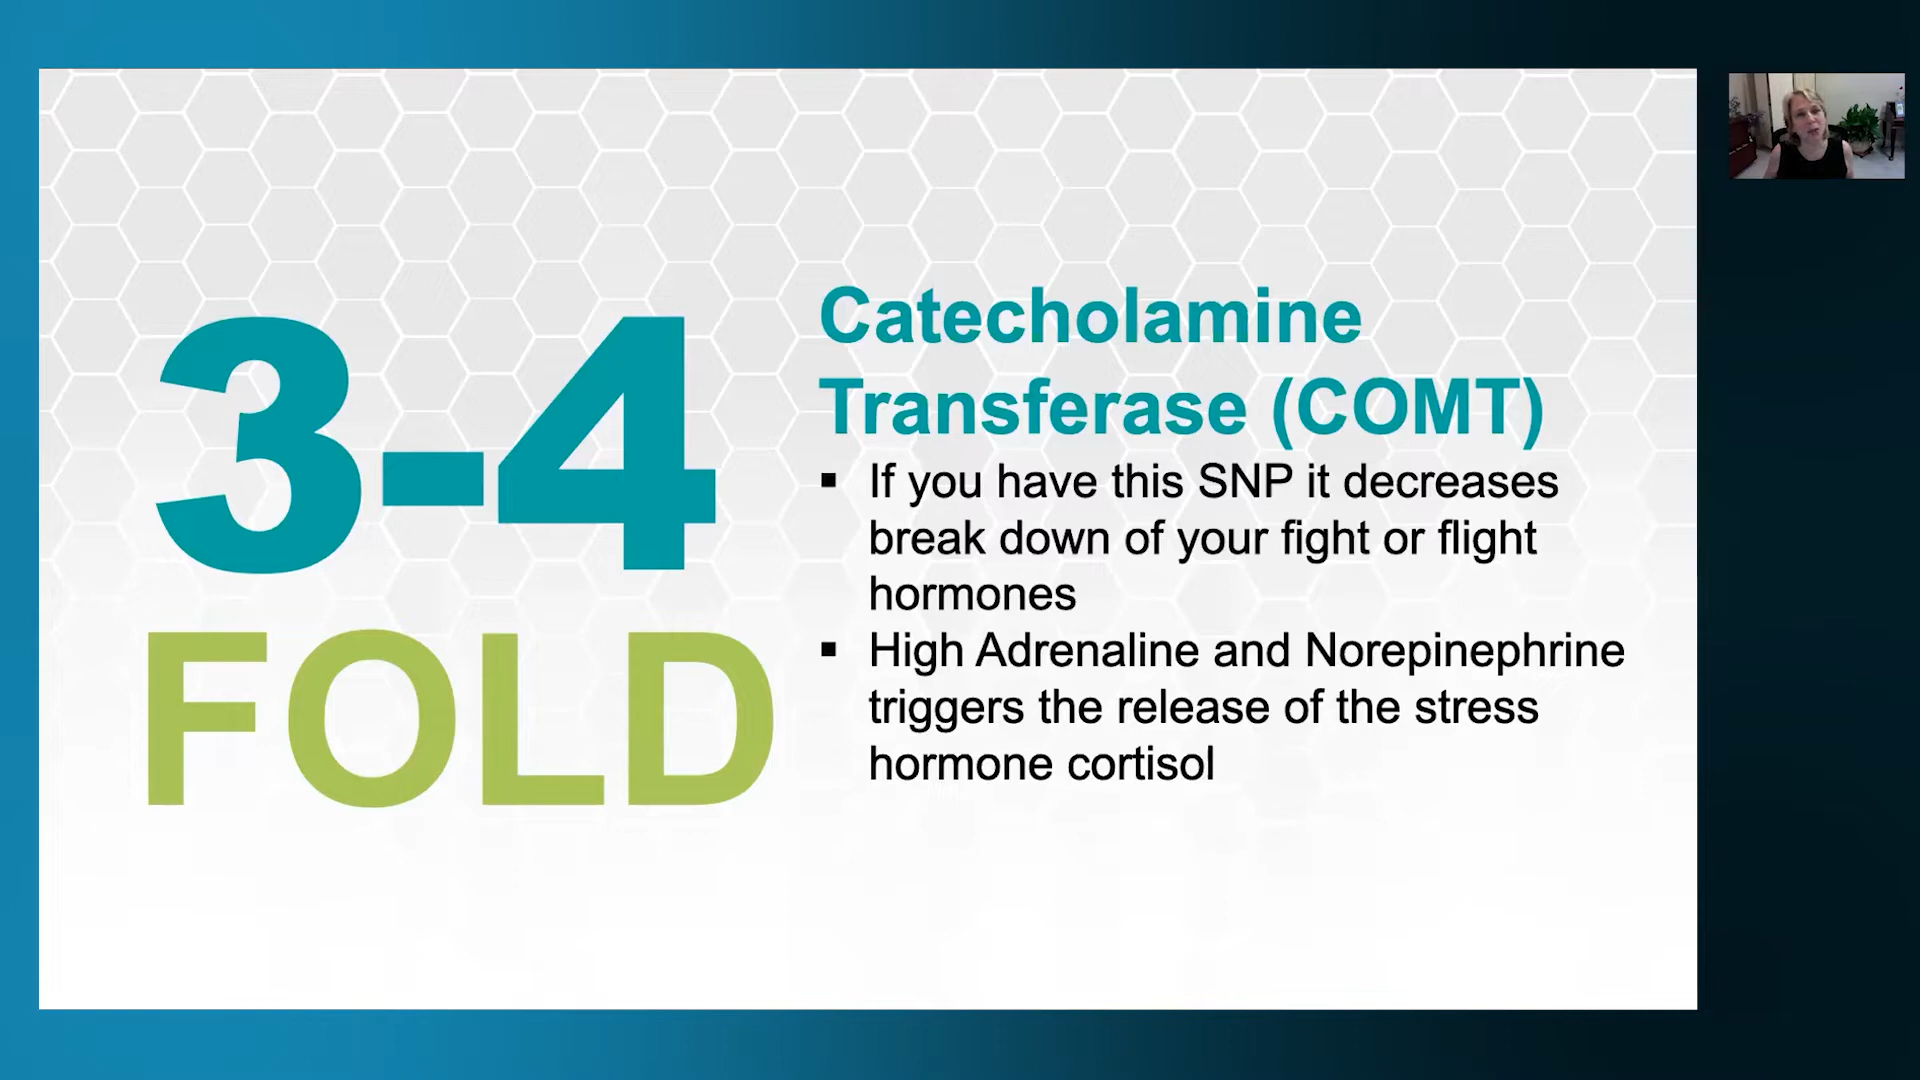 3-4
FOLD
Catecholamine
Transferase (COMT)
▪ If you have this SNP it decreases
break down of your fight or flight
hormones
▪ High Adrenaline and Norepinephrine
triggers the release of the stress
hormone cortisol